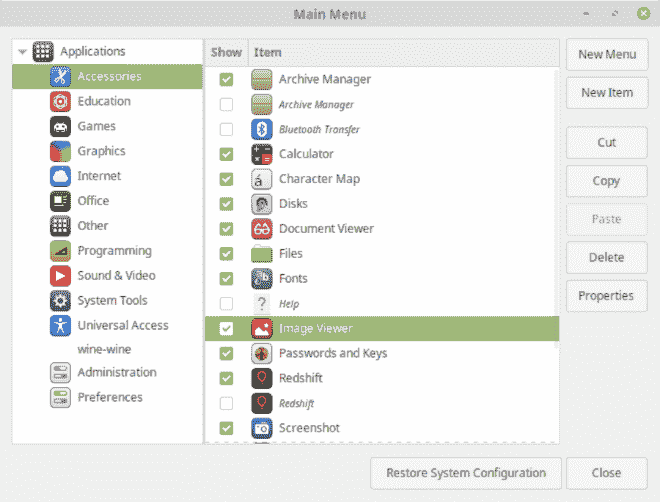 Main Menu
Applications
Accessories
Education
Games
Graphics
Internet
Office
Other
Programming
Sound & Video
System Tools
Universal Access
wine-wine
Administration
Preferences
Show Item
Archive Manager
Archive Manager
Bluetooth Transfer
Calculator
á Character Map
Disks
Document Viewer
Files
Fonts
? Help
Image Viewer
Passwords and Keys
Redshift
Redshift
Screenshot
New Menu
New Item
Cut
Copy
Paste
Delete
Properties
Restore System Configuration
Close